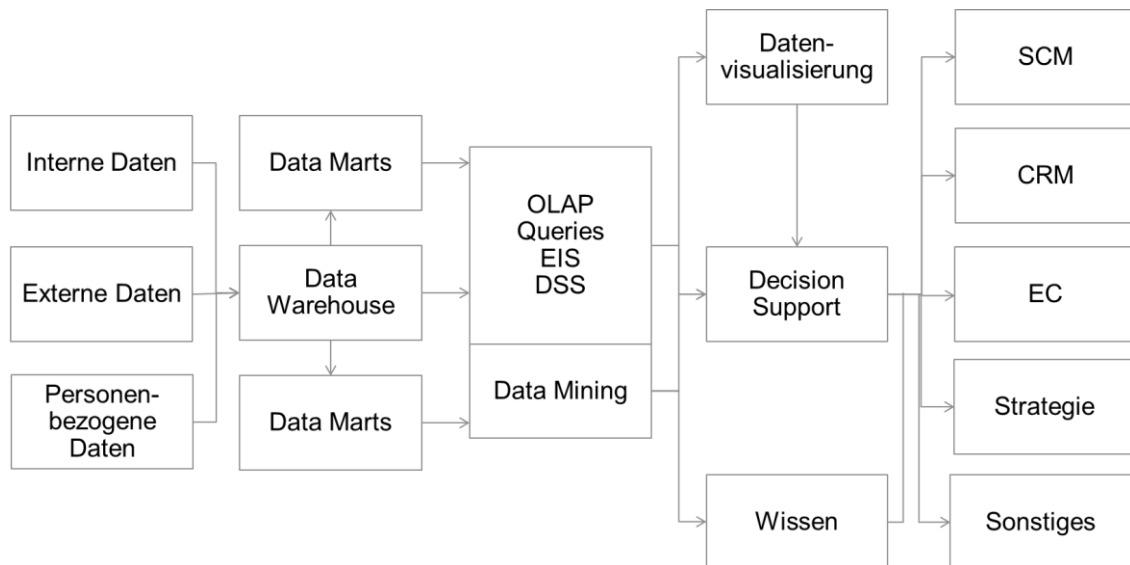 Interne Daten
Externe Daten
Personen-
bezogene
Daten
Data Marts
Data
Warehouse
Data Marts
OLAP
Queries
EIS
DSS
Data Mining
Daten-
visualisierung
Decision
Support
Wissen
SCM
CRM
EC
Strategie
Sonstiges